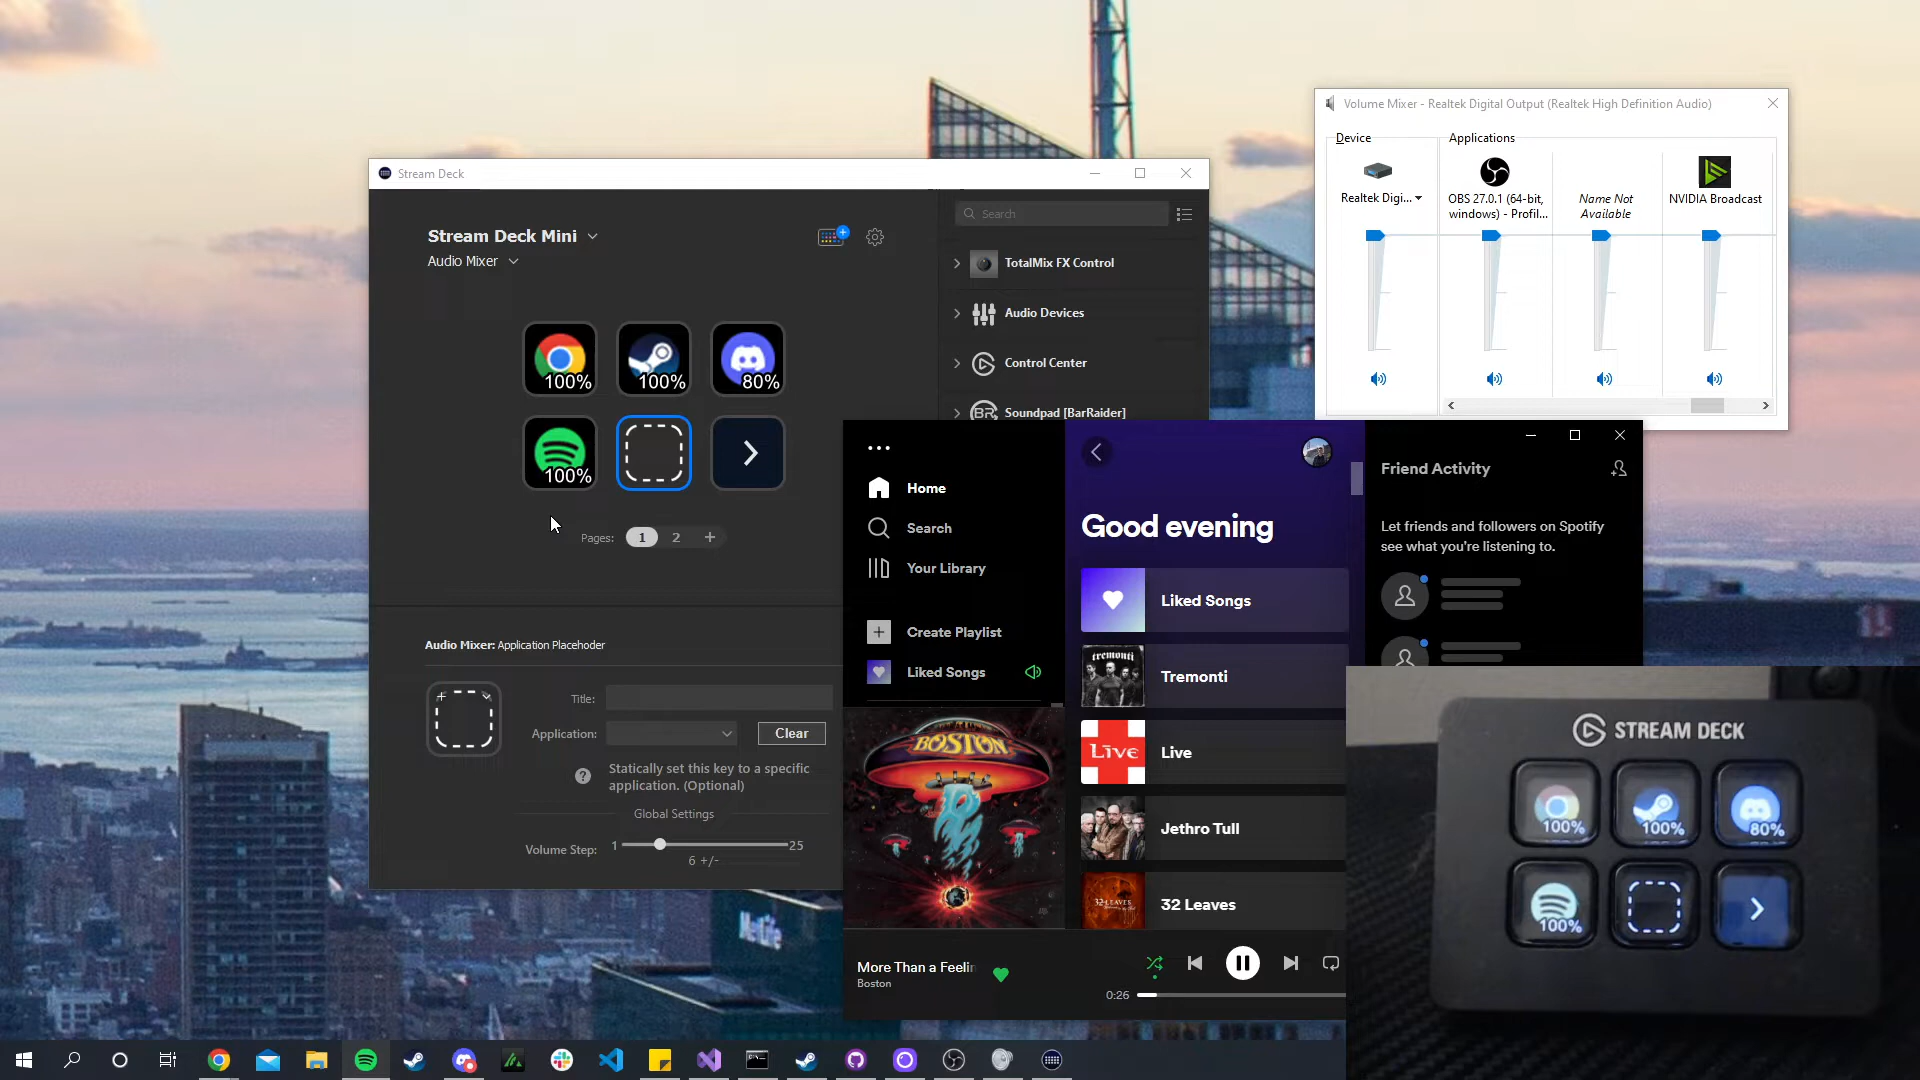 Stream Deck
Stream Deck Mini
Audio Mixer
100%
100%
80%
100%
Pages:
1
2
+
Search
TotalMix FX Control
Audio Devices
Control Center
Soundpad [BarRaider]
Audio Mixer: Application Placehoder
Title:
Application:
Clear
? Statically set this key to a specific
application. (Optional)
Global Settings
Volume Step:
1
25
6 +/-
Volume Mixer - Realtek Digital Output (Realtek High Definition Audio)
Device
Applications
Realtek Digi...
OBS 27.0.1 (64-bit,
windows) - Profil...
Name Not
Available
NVIDIA Broadcast
Home
Search
Your Library
Create Playlist
Liked Songs
BOSTON
More Than a Feelin
Boston
Good evening
Liked Songs
tremonti
Tremonti
LIVE
Live
Jethro Tull
32 LEAVES
32 Leaves
0:26
Friend Activity
Let friends and followers on Spotify
see what you're listening to.
STREAM DECK
100%
100%
80%
100%
MetLife